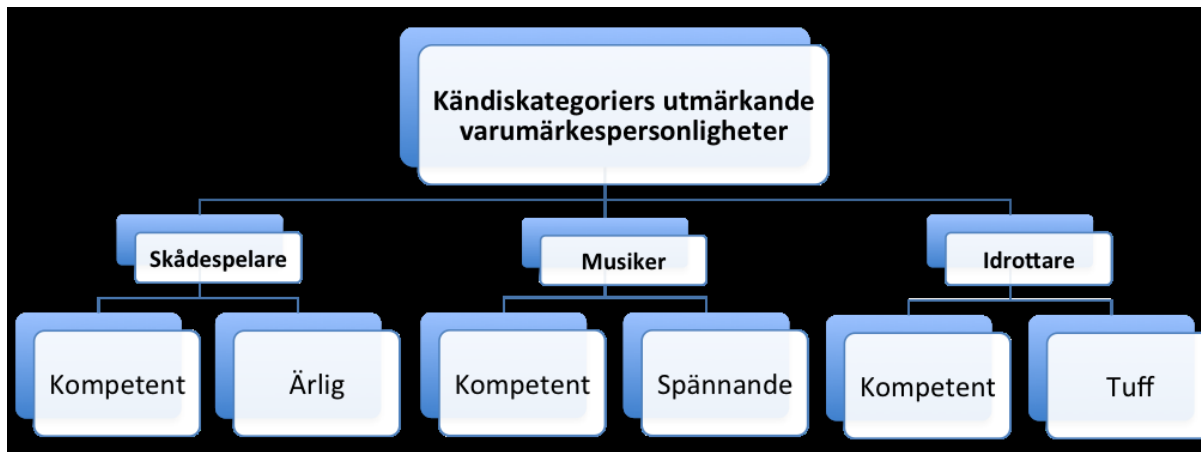 Kändiskategoriers utmärkande
varumärkespersonligheter
Skådespelare
Musiker
Idrottare
Kompetent
Ärlig
Kompetent
Spännande
Kompetent
Tuff